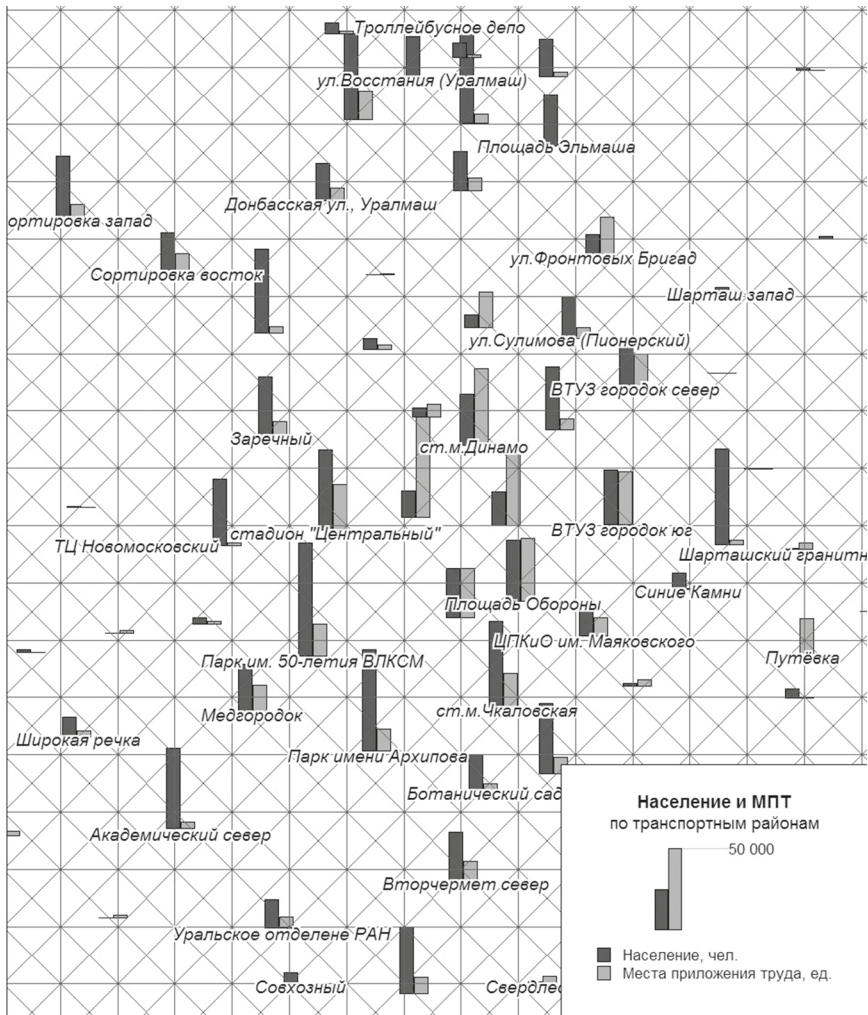 Троллейбусное депо
ул.Восстания (Уралмаш)
Площадь Эльмаша
Донбасская ул., Уралмаш
ортировка запад
Сортировка восток
ул.Фронтовых Бригад
Шарташ запад
ул.Сулимова (Пионерский)
ВТУЗ городок север
Заречный
ст.м.Динамо
стадион "Центральный"
ВТУЗ городок юг
ТЦ Новомосковский
Шарташский гранитн
Синие Камни
Площадь Обороны
ЦПКиО им. Маяковского
Парк им. 50-летия ВЛКСМ
Путёвка
Медгородок
ст.м.Чкаловская
Широкая речка
Парк имени Архипова
Ботанический сад
Академический север
Вторчермет север
Уральское отделене РАН
Совхозный
Свердлес
Население и МПТ
по транспортным районам
50 000
Население, чел.
Места приложения труда, ед.